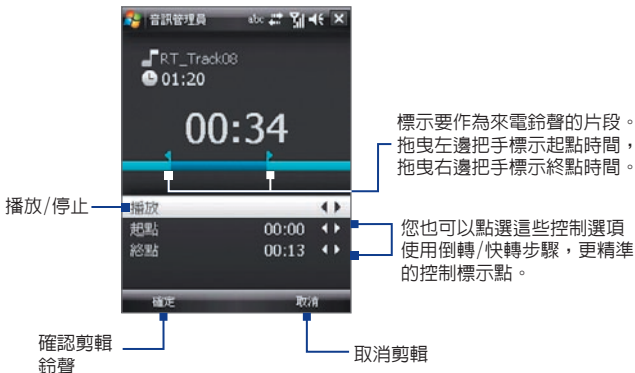 音訊管理員 abc
RT_Track08
01:20
00:34
播放
起點 00:00
終點 00:13
確定 取消
標示要作為來電鈴聲的片段。
拖曳左邊把手標示起點時間，
拖曳右邊把手標示終點時間。
播放/停止
您也可以點選這些控制選項
使用倒轉/快轉步驟，更精準
的控制標示點。
確認剪輯
鈴聲
取消剪輯